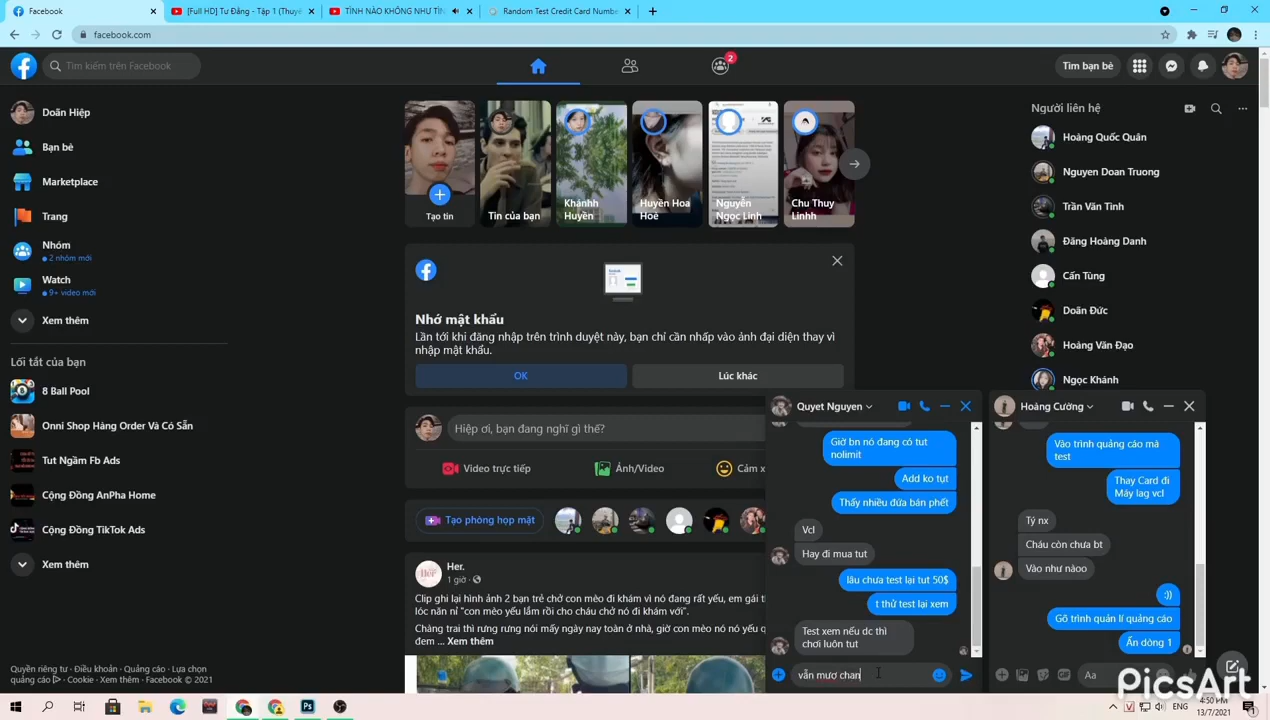 Facebook
[Full HD] Tư Đằng - Tập 1 (Thuyế
TÌNH NÀO KHÔNG NHƯ TÌN
Random Test Credit Card Numbe
facebook.com
Tìm kiếm trên Facebook
2
Tìm bạn bè
Doãn Hiệp
Bạn bè
Marketplace
Trang
Nhóm
2 nhóm mới
Watch
9+ video mới
Xem thêm
Lối tắt của bạn
8 Ball Pool
Onni Shop Hàng Order Và Có Sẵn
Tut Ngầm Fb Ads
Cộng Đồng AnPha Home
Cộng Đồng TikTok Ads
Xem thêm
Quyền riêng tư · Điều khoản · Quảng cáo · Lựa chọn
quảng cáo · Cookie · Xem thêm · Facebook © 2021
Tạo tin
Tin của bạn
Khánhh
Huyền
Huyền Hoa
Hoè
Nguyễn
Ngọc Linh
Chu Thuy
Linhh
Nhớ mật khẩu
Lần tới khi đăng nhập trên trình duyệt này, bạn chỉ cần nhấp vào ảnh đại diện thay vì
nhập mật khẩu.
OK
Lúc khác
Hiệp ơi, bạn đang nghĩ gì thế?
Video trực tiếp
Ảnh/Video
Cảm x
Tạo phòng họp mặt
Her.
1 giờ
Clip ghi lại hình ảnh 2 bạn trẻ chở con mèo đi khám vì nó đang rất yếu, em gái t
lóc năn nỉ "con mèo yếu lắm rồi cho cháu chở nó đi khám với".
Chàng trai thì rưng rưng nói mấy ngày nay toàn ở nhà, giờ con mèo nó nó yếu q
đem ... Xem thêm
Người liên hệ
Hoàng Quốc Quân
Nguyen Doan Truong
Trần Văn Tinh
Đăng Hoàng Danh
Cấn Tùng
Doãn Đức
Hoàng Văn Đạo
Ngọc Khánh
Quyet Nguyen
Giờ bn nó đang có tut
nolimit
Add ko tụt
Thấy nhiều đứa bán phết
Vcl
Hay đi mua tut
lâu chưa test lại tut 50$
t thử test lại xem
Test xem nếu dc thì
chơi luôn tut
vẫn mươ chan
Hoàng Cường
Vào trình quảng cáo mà
test
Thay Card đi
Máy lag vcl
Tý nx
Cháu còn chưa bt
Vào như nàoo
:))
Gõ trình quản lí quảng cáo
Ấn dòng 1
Aa
PicsArt
ENG
4:50 PM
13/7/2021